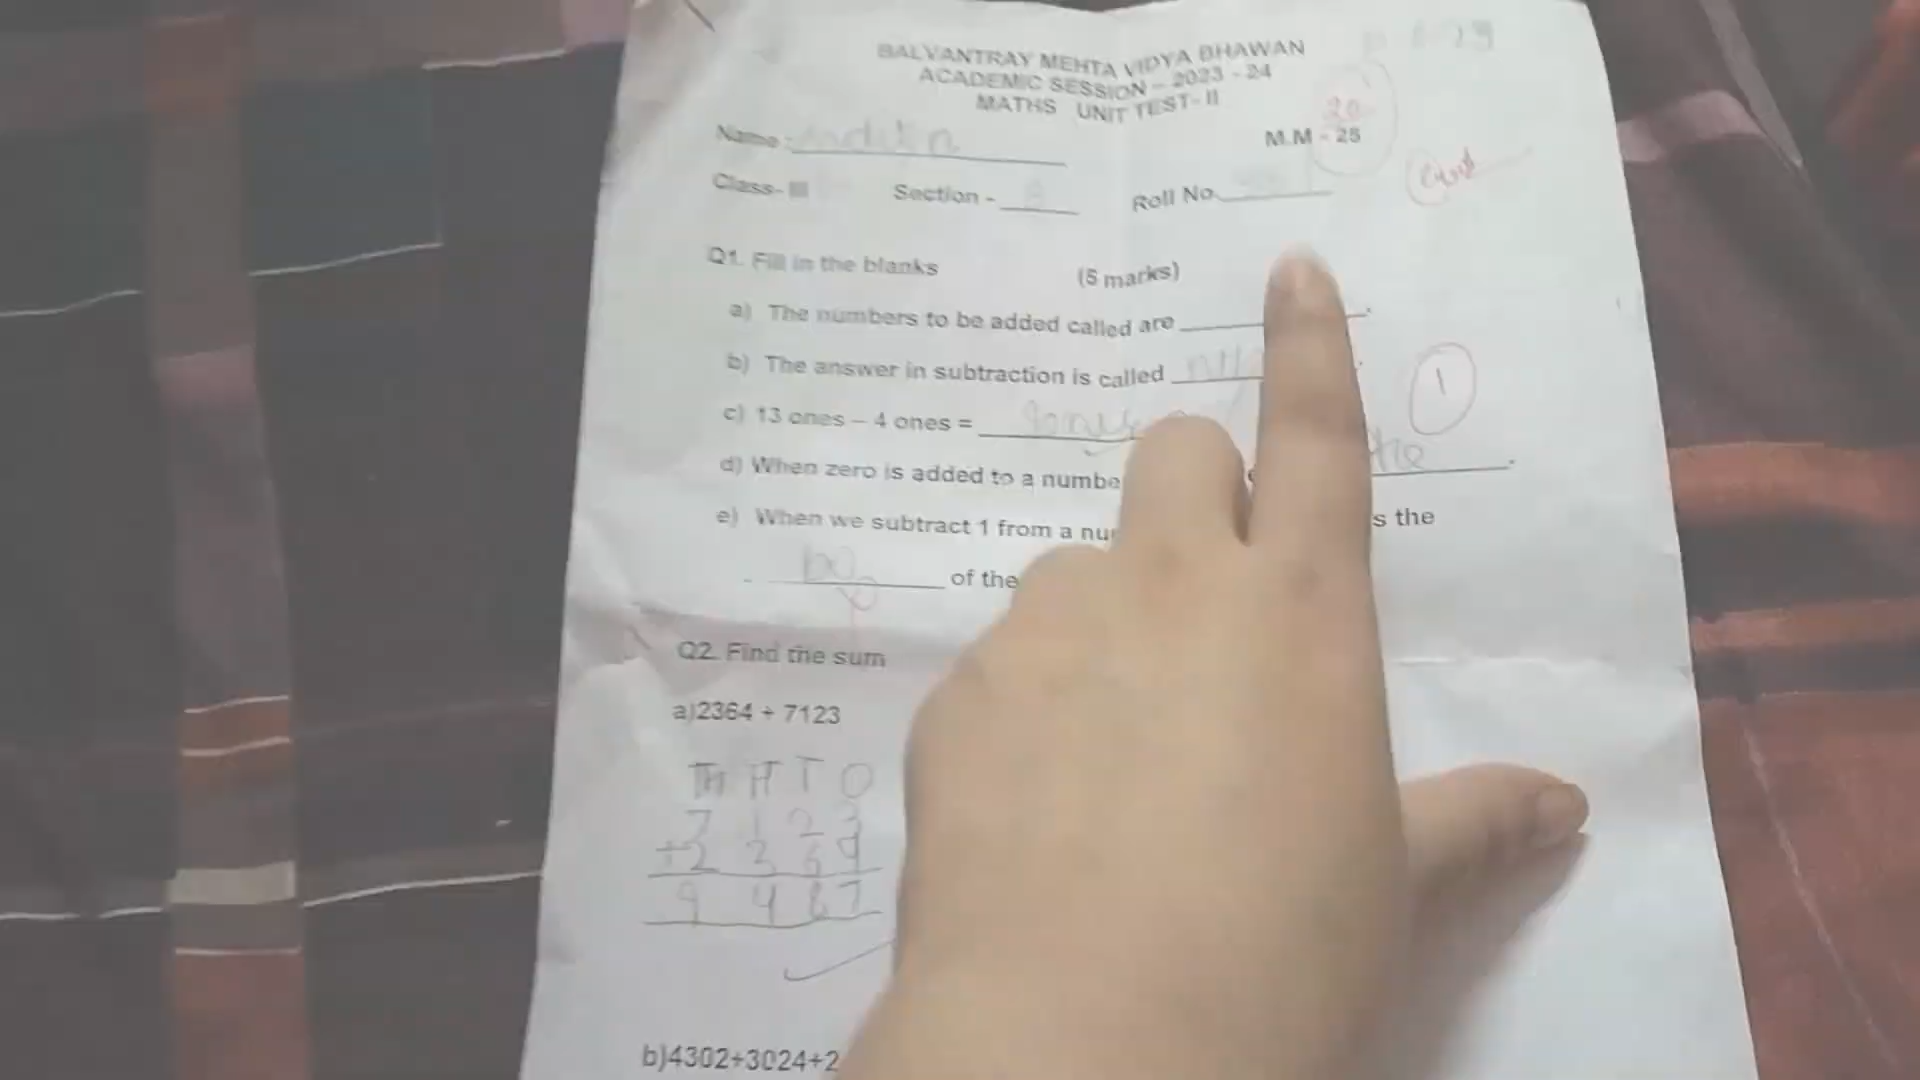 BALVANTRAY MEHTA VIDYA BHAWAN
ACADEMIC SESSION - 2023 - 24
MATHS UNIT TEST- II
20
Name :
M.M - 25
Class- III Section - Roll No.
Q1. Fill in the blanks (5 marks)
a) The numbers to be added called are
b) The answer in subtraction is called
1
c) 13 ones – 4 ones = 9ones
d) When zero is added to a numbe
e) When we subtract 1 from a s the
of the
Q2. Find the sum
a)2364 + 7123
TH H T O
7 1 2 3
+2 3 6 4
9 4 8 7
b)4302+3024+2